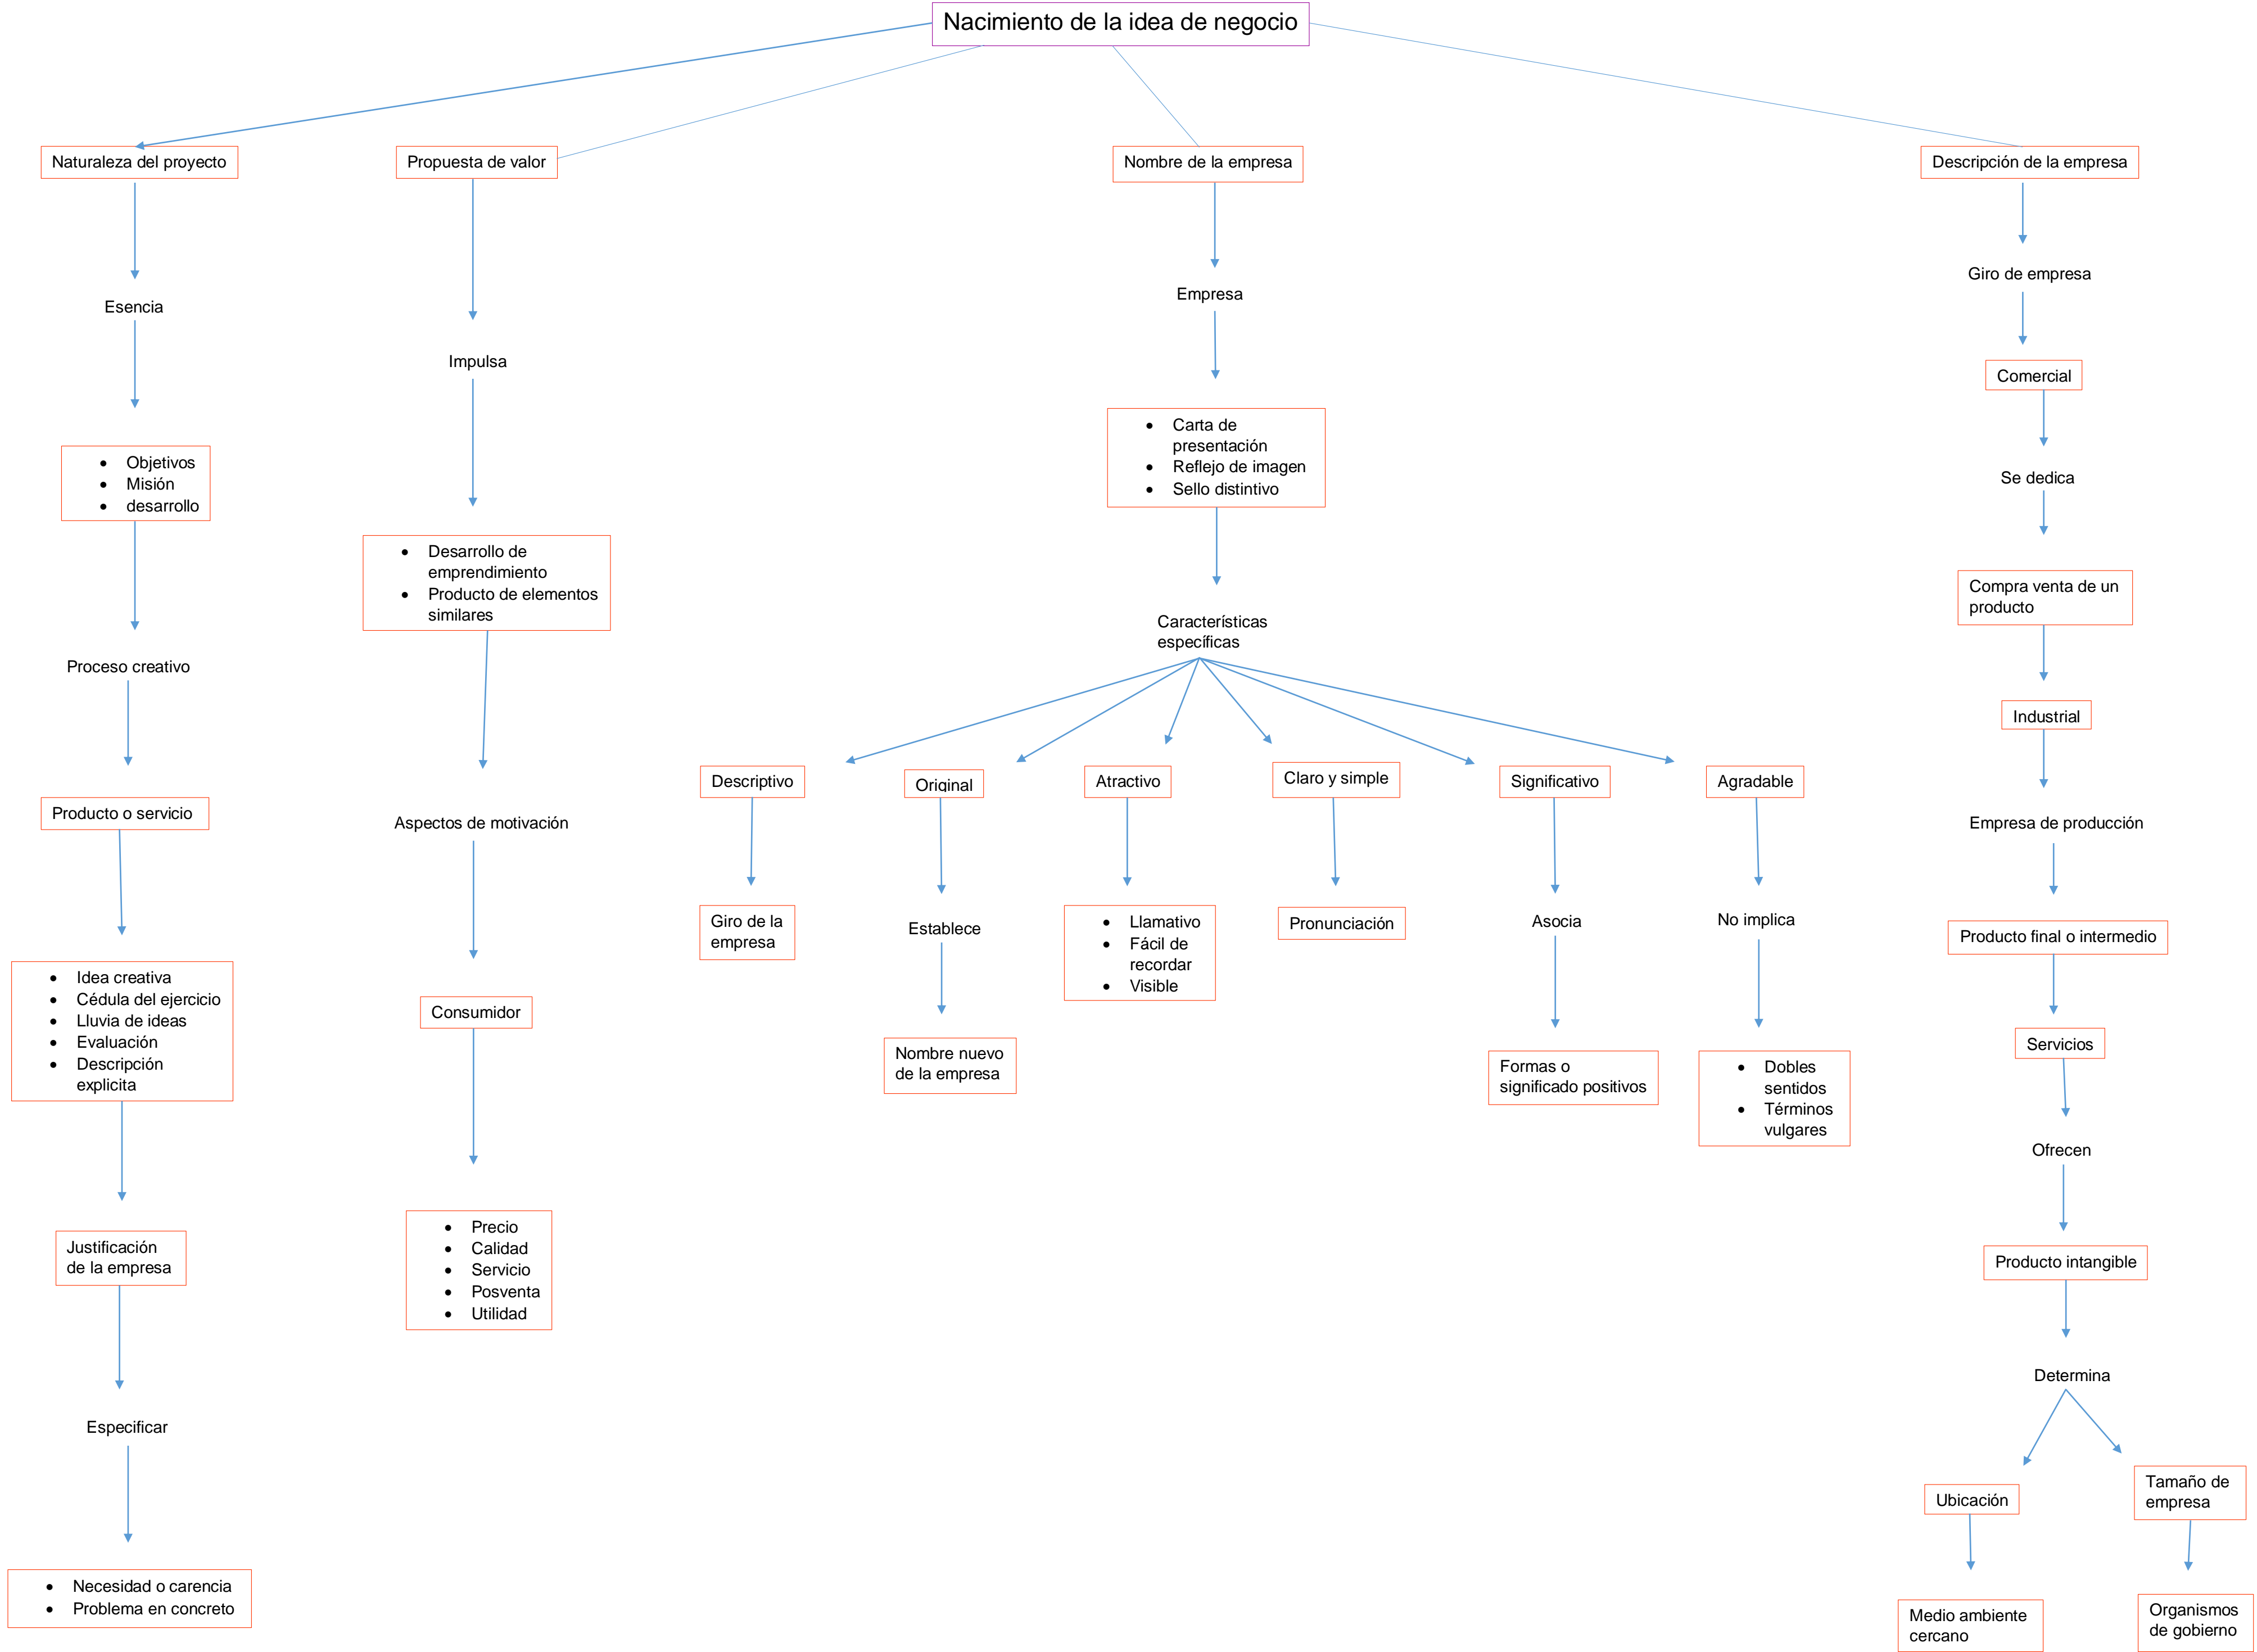 Nacimiento de la idea de negocio
Naturaleza del proyecto
Esencia
• Objetivos
• Misión
• desarrollo
Proceso creativo
Producto o servicio
• Idea creativa
• Cédula del ejercicio
• Lluvia de ideas
• Evaluación
• Descripción
explicita
Justificación
de la empresa
Especificar
• Necesidad o carencia
• Problema en concreto
Propuesta de valor
Impulsa
• Desarrollo de
emprendimiento
• Producto de elementos
similares
Aspectos de motivación
Consumidor
• Precio
• Calidad
• Servicio
• Posventa
• Utilidad
Nombre de la empresa
Empresa
• Carta de
presentación
• Reflejo de imagen
• Sello distintivo
Características
específicas
Descriptivo
Giro de la
empresa
Original
Establece
Nombre nuevo
de la empresa
Atractivo
• Llamativo
• Fácil de
recordar
• Visible
Claro y simple
Pronunciación
Significativo
Asocia
Formas o
significado positivos
Agradable
No implica
• Dobles
sentidos
• Términos
vulgares
Descripción de la empresa
Giro de empresa
Comercial
Se dedica
Compra venta de un
producto
Industrial
Empresa de producción
Producto final o intermedio
Servicios
Ofrecen
Producto intangible
Determina
Ubicación
Medio ambiente
cercano
Tamaño de
empresa
Organismos
de gobierno